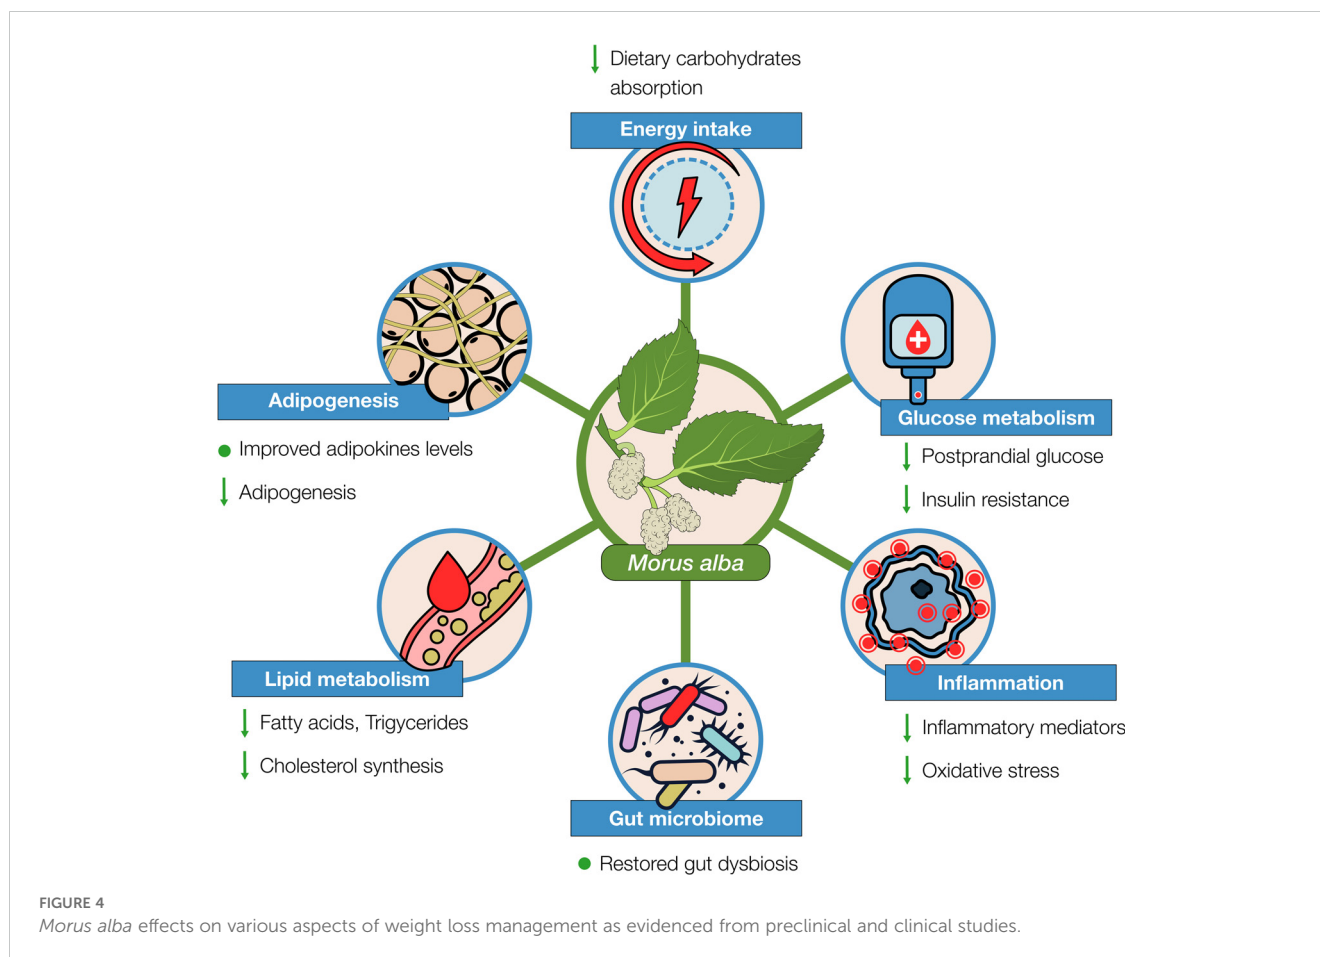 ↓ Dietary carbohydrates
absorption
Energy intake
Adipogenesis
● Improved adipokines levels
↓ Adipogenesis
Glucose metabolism
↓ Postprandial glucose
↓ Insulin resistance
Morus alba
Lipid metabolism
↓ Fatty acids, Trigycerides
↓ Cholesterol synthesis
Inflammation
↓ Inflammatory mediators
↓ Oxidative stress
Gut microbiome
● Restored gut dysbiosis
FIGURE 4
Morus alba effects on various aspects of weight loss management as evidenced from preclinical and clinical studies.